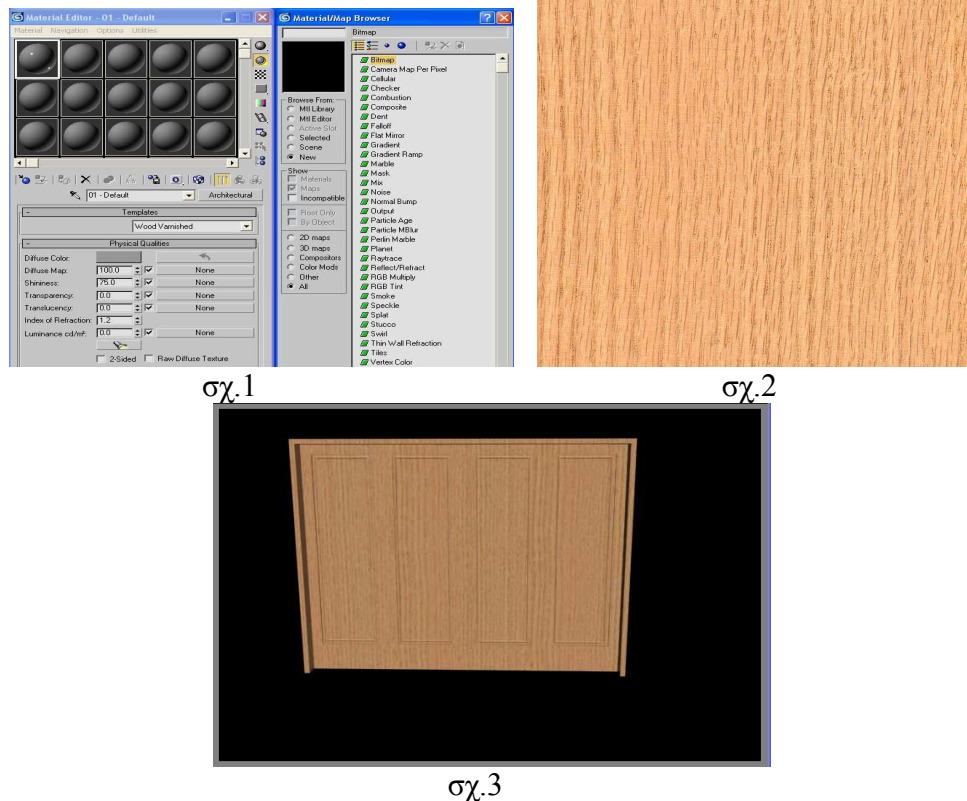 Material Editor - 01 - Default
Material Navigation Options Utilities
01 - Default Architectural
- Templates
Wood Varnished
- Physical Qualities
Diffuse Color:
Diffuse Map: 100.0 None
Shininess: 75.0 None
Transparency: 0.0 None
Translucency: 0.0 None
Index of Refraction: 1.2
Luminance cd/m²: 0.0 None
2-Sided Raw Diffuse Texture
Material/Map Browser
Bitmap
Browse From:
Mtl Library
Mtl Editor
Active Slot
Selected
Scene
New
Show
Materials
Maps
Incompatible
Root Only
By Object
2D maps
3D maps
Compositors
Color Mods
Other
All
Bitmap
Camera Map Per Pixel
Cellular
Checker
Combustion
Composite
Dent
Falloff
Flat Mirror
Gradient
Gradient Ramp
Marble
Mask
Mix
Noise
Normal Bump
Output
Particle Age
Particle MBlur
Perlin Marble
Planet
Raytrace
Reflect/Refract
RGB Multiply
RGB Tint
Smoke
Speckle
Splat
Stucco
Swirl
Thin Wall Refraction
Tiles
Vertex Color
σχ.1
σχ.2
σχ.3